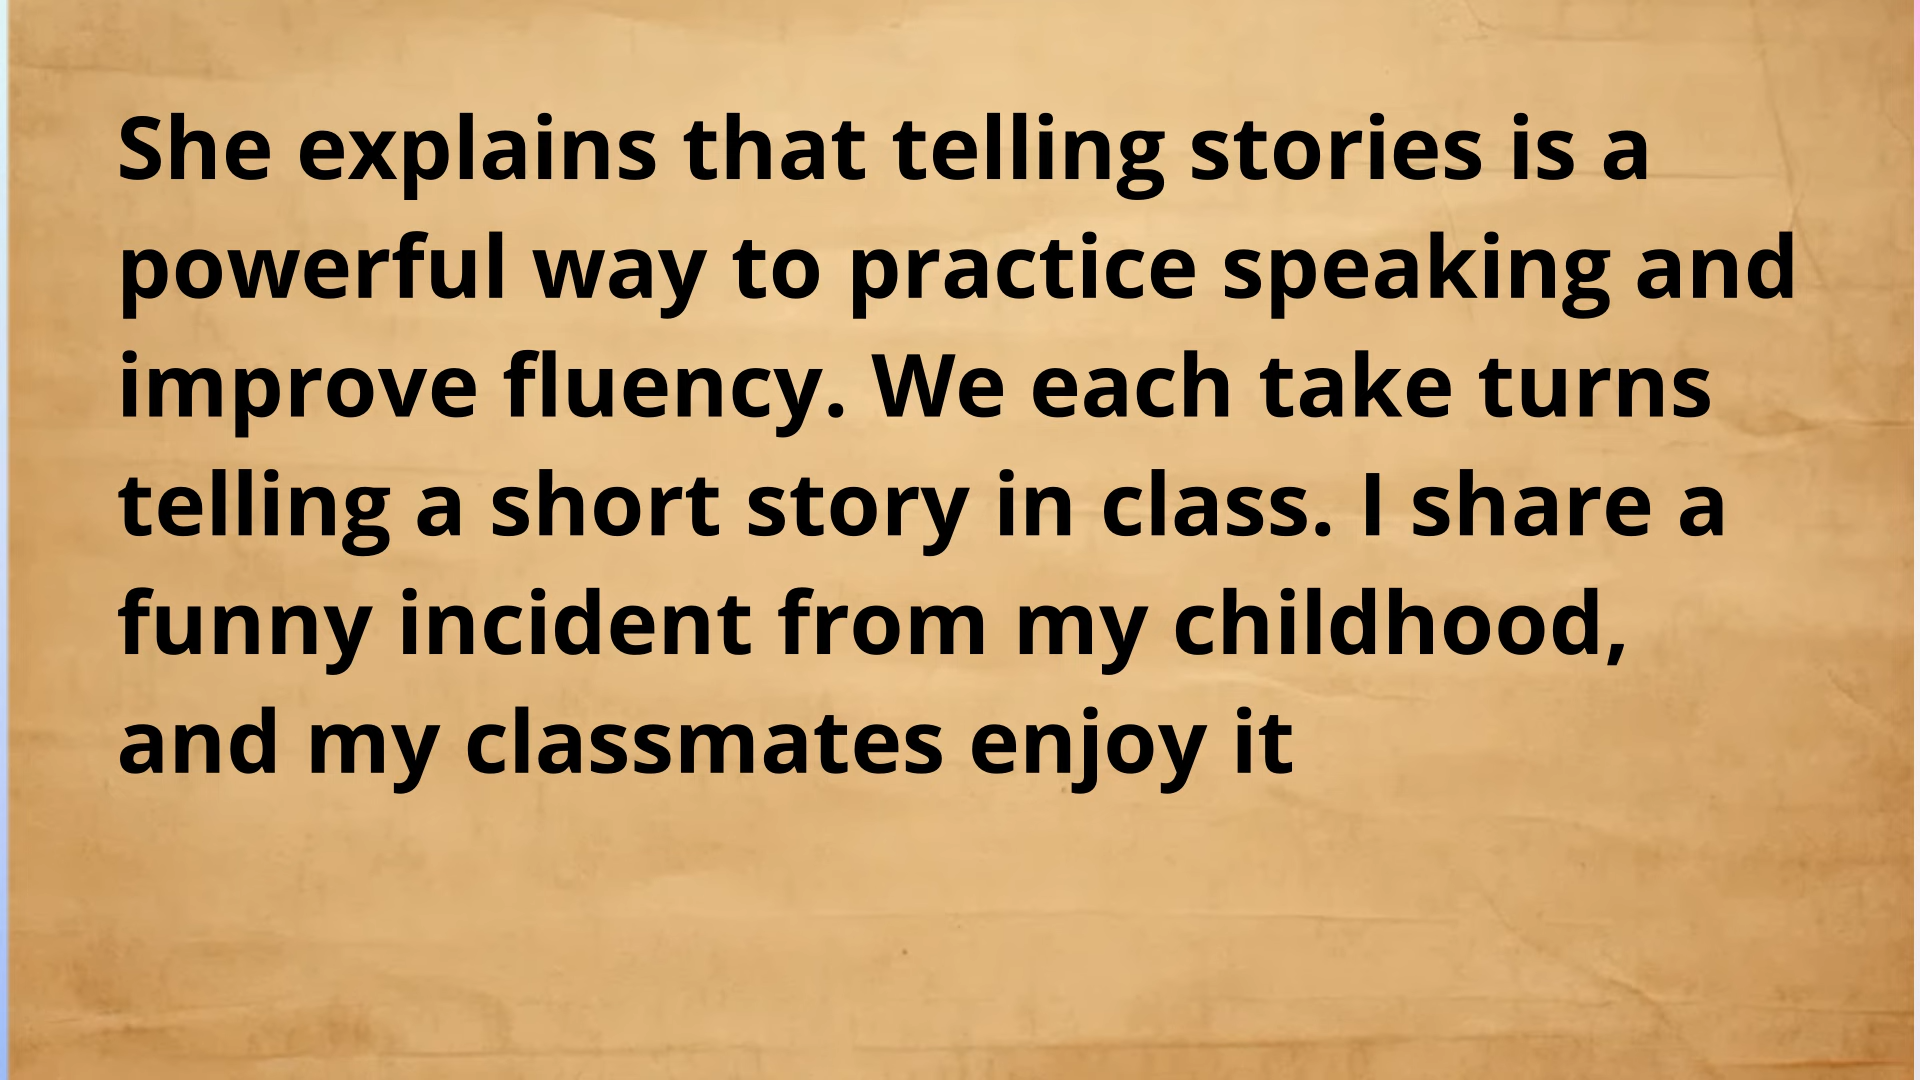 She explains that telling stories is a
powerful way to practice speaking and
improve fluency. We each take turns
telling a short story in class. I share a
funny incident from my childhood,
and my classmates enjoy it